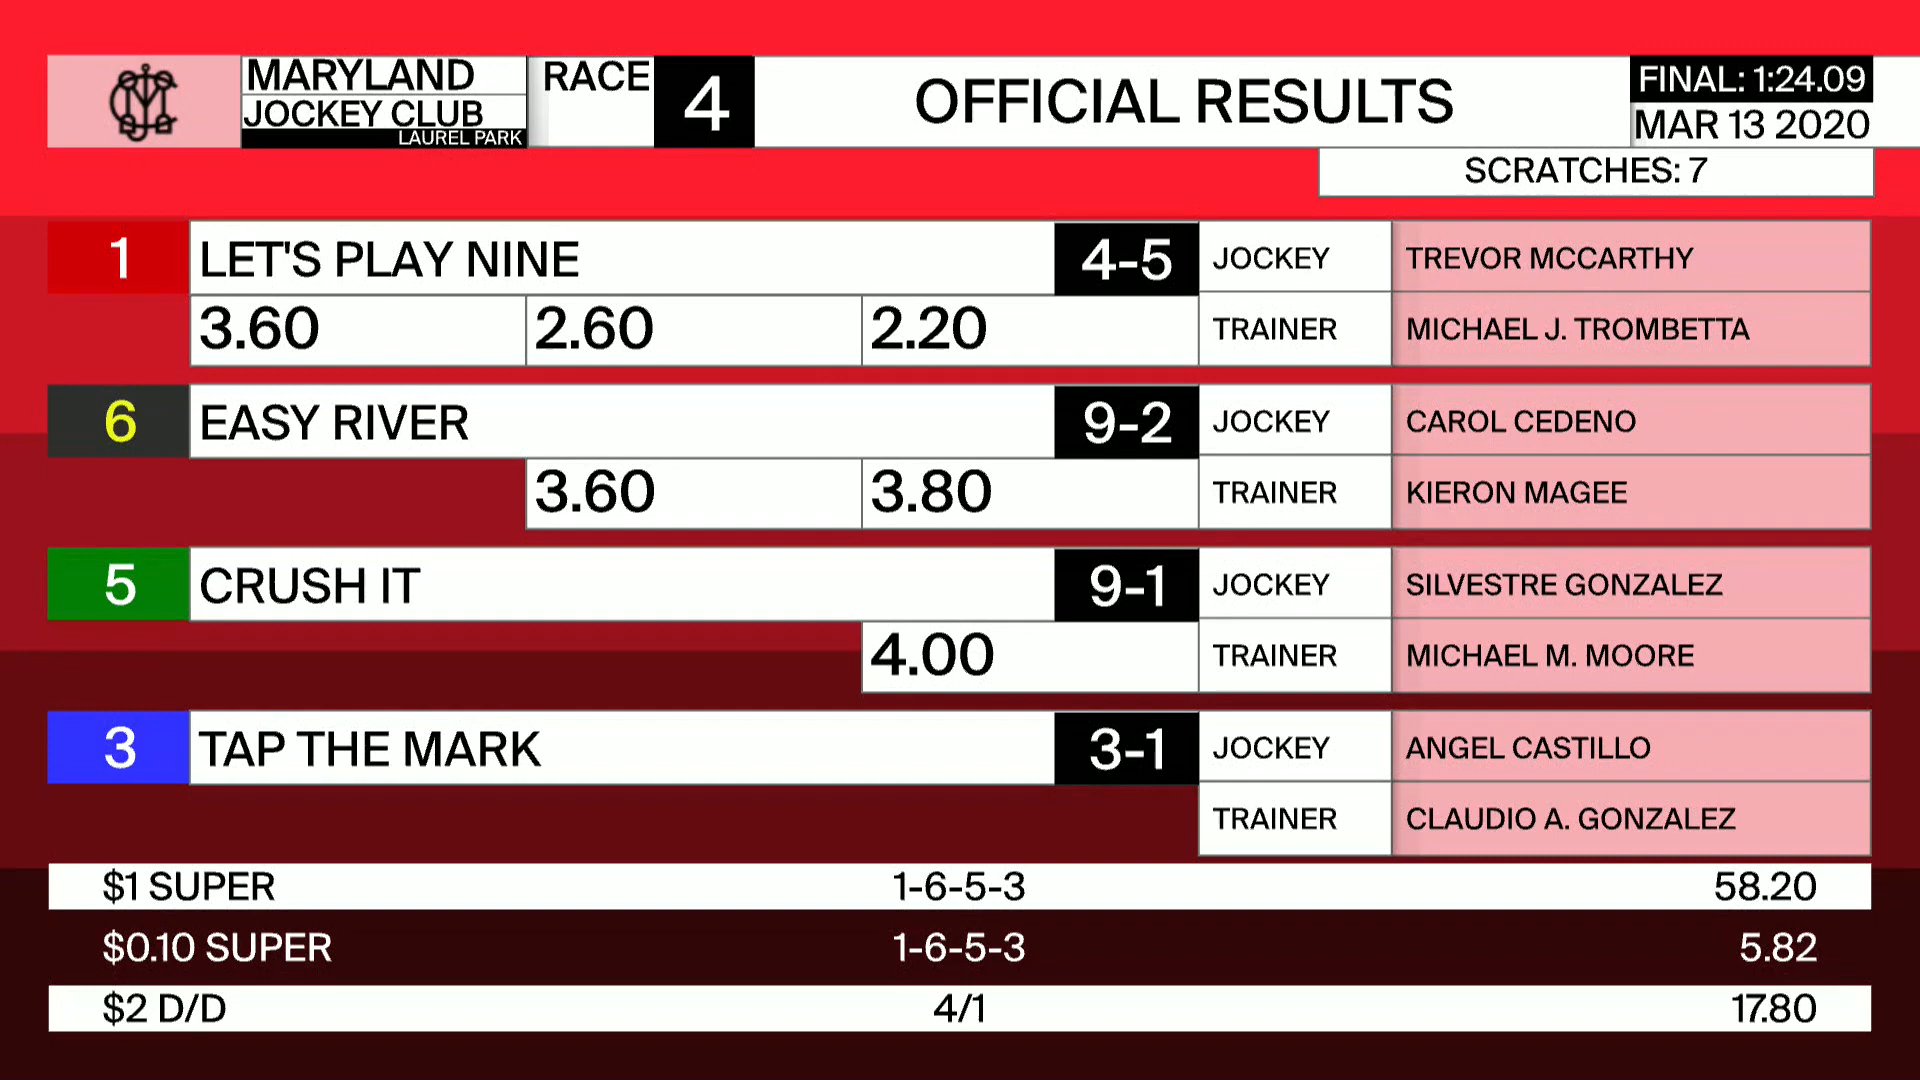 MARYLAND
JOCKEY CLUB
LAUREL PARK
RACE 4
OFFICIAL RESULTS
FINAL: 1:24.09
MAR 13 2020
SCRATCHES: 7
1 LET'S PLAY NINE 4-5 JOCKEY TREVOR MCCARTHY
3.60 2.60 2.20 TRAINER MICHAEL J. TROMBETTA
6 EASY RIVER 9-2 JOCKEY CAROL CEDENO
3.60 3.80 TRAINER KIERON MAGEE
5 CRUSH IT 9-1 JOCKEY SILVESTRE GONZALEZ
4.00 TRAINER MICHAEL M. MOORE
3 TAP THE MARK 3-1 JOCKEY ANGEL CASTILLO
TRAINER CLAUDIO A. GONZALEZ
$1 SUPER 1-6-5-3 58.20
$0.10 SUPER 1-6-5-3 5.82
$2 D/D 4/1 17.80